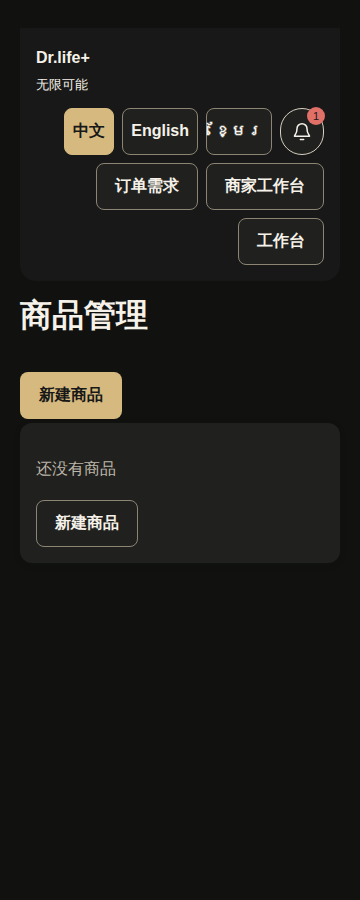 Dr.life+
无限可能
中文 English ខ្មែរ 1
订单需求 商家工作台
工作台
商品管理
新建商品
还没有商品
新建商品